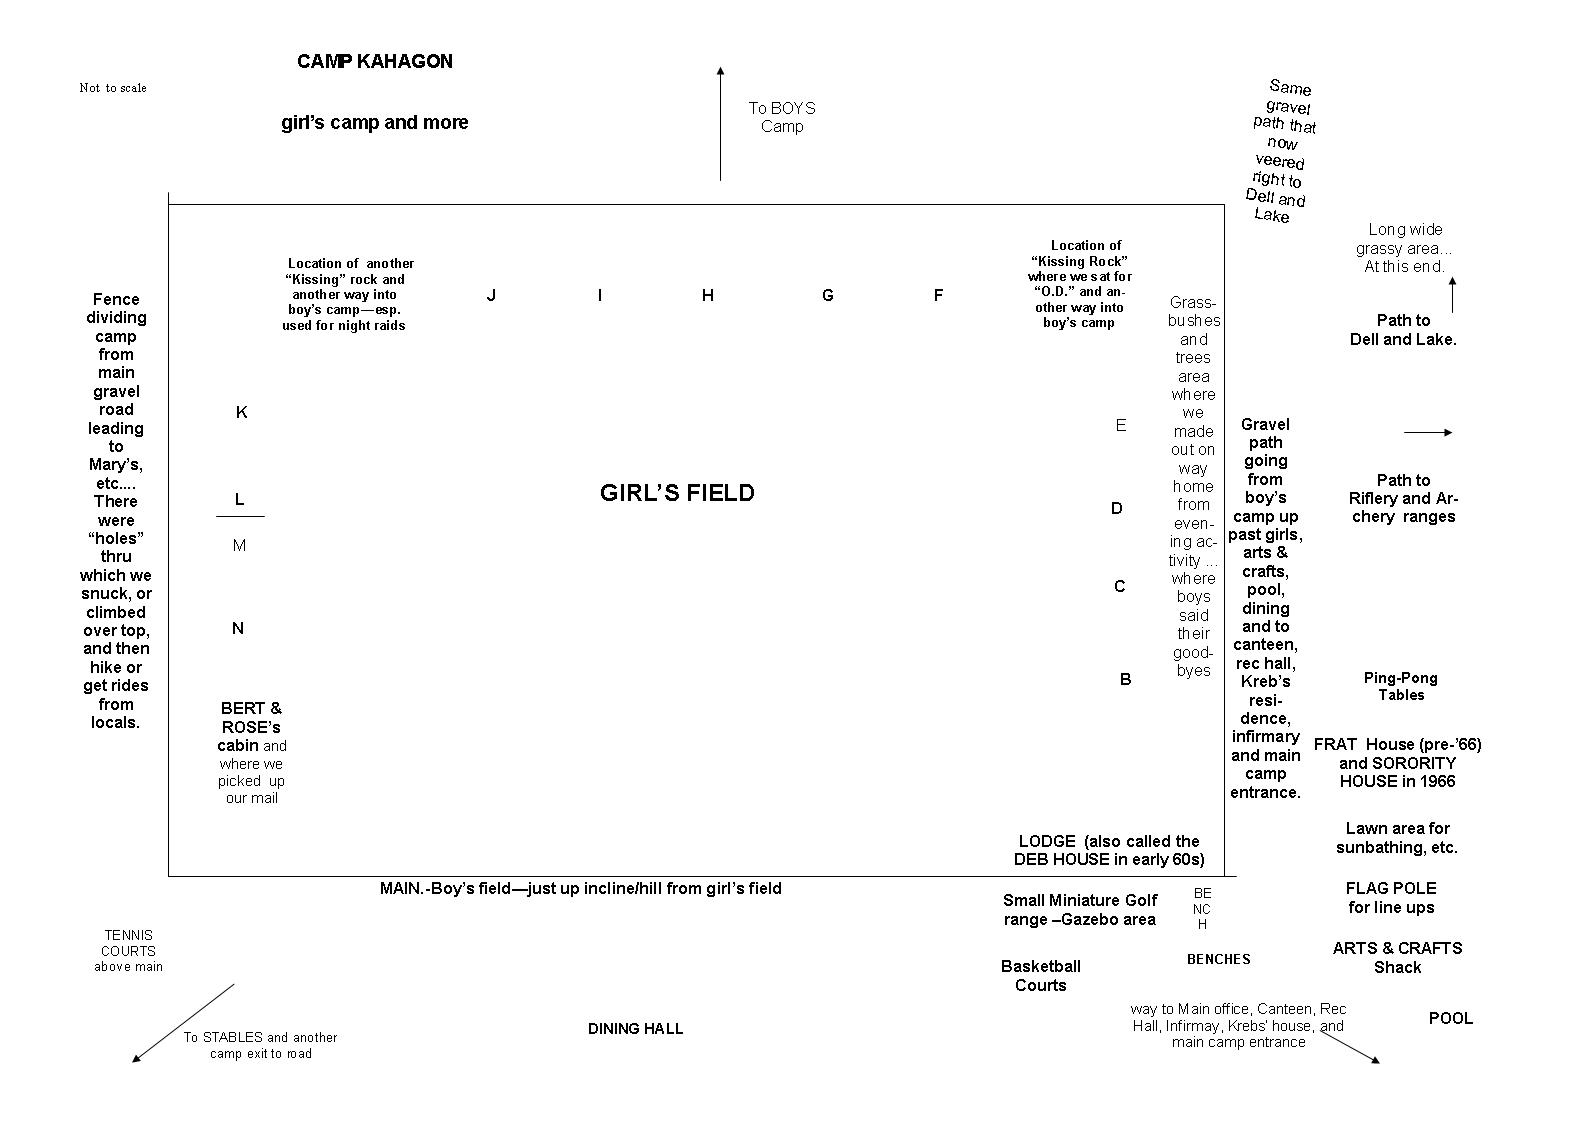 CAMP KAHAGON
Not to scale
girl's camp and more
To BOYS
Camp
Same
gravel
path that
now
veered
right to
Dell and
Lake
Long wide
grassy area...
At this end.
Path to
Dell and Lake.
Location of another
“Kissing” rock and
another way into
boy's camp—esp.
used for night raids
J
I
H
G
F
Location of
“Kissing Rock”
where we sat for
“O.D.” and an-
other way into
boy's camp
Fence
dividing
camp
from
main
gravel
road
leading
to
Mary’s,
etc....
There
were
“holes”
thru
which we
snuck, or
climbed
over top,
and then
hike or
get rides
from
locals.
K
L
M
N
BERT &
ROSE’s
cabin and
where we
picked up
our mail
GIRL’S FIELD
E
D
C
B
Grass-
bushes
and
trees
area
where
we
made
out on
way
home
from
even-
ing ac-
tivity ...
where
boys
said
their
good-
byes
Gravel
path
going
from
boy’s
camp up
past girls,
arts &
crafts,
pool,
dining
and to
canteen,
rec hall,
Kreb’s
resi-
dence,
infirmary
and main
camp
entrance.
Path to
Riflery and Ar-
chery ranges
Ping-Pong
Tables
FRAT House (pre-’66)
and SORORITY
HOUSE in 1966
Lawn area for
sunbathing, etc.
FLAG POLE
for line ups
ARTS & CRAFTS
Shack
POOL
LODGE (also called the
DEB HOUSE in early 60s)
MAIN.-Boy’s field—just up incline/hill from girl’s field
Small Miniature Golf
range –Gazebo area
BE
NC
H
BENCHES
Basketball
Courts
TENNIS
COURTS
above main
To STABLES and another
camp exit to road
DINING HALL
way to Main office, Canteen, Rec
Hall, Infirmay, Krebs’ house, and
main camp entrance